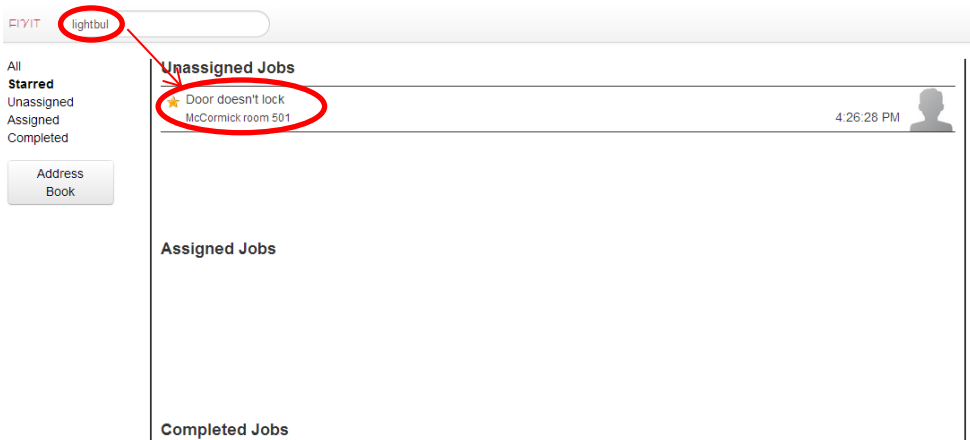 FIXIT lightbul
All
Starred
Unassigned
Assigned
Completed
Address
Book
Unassigned Jobs
Door doesn't lock
McCormick room 501
4:26:28 PM
Assigned Jobs
Completed Jobs